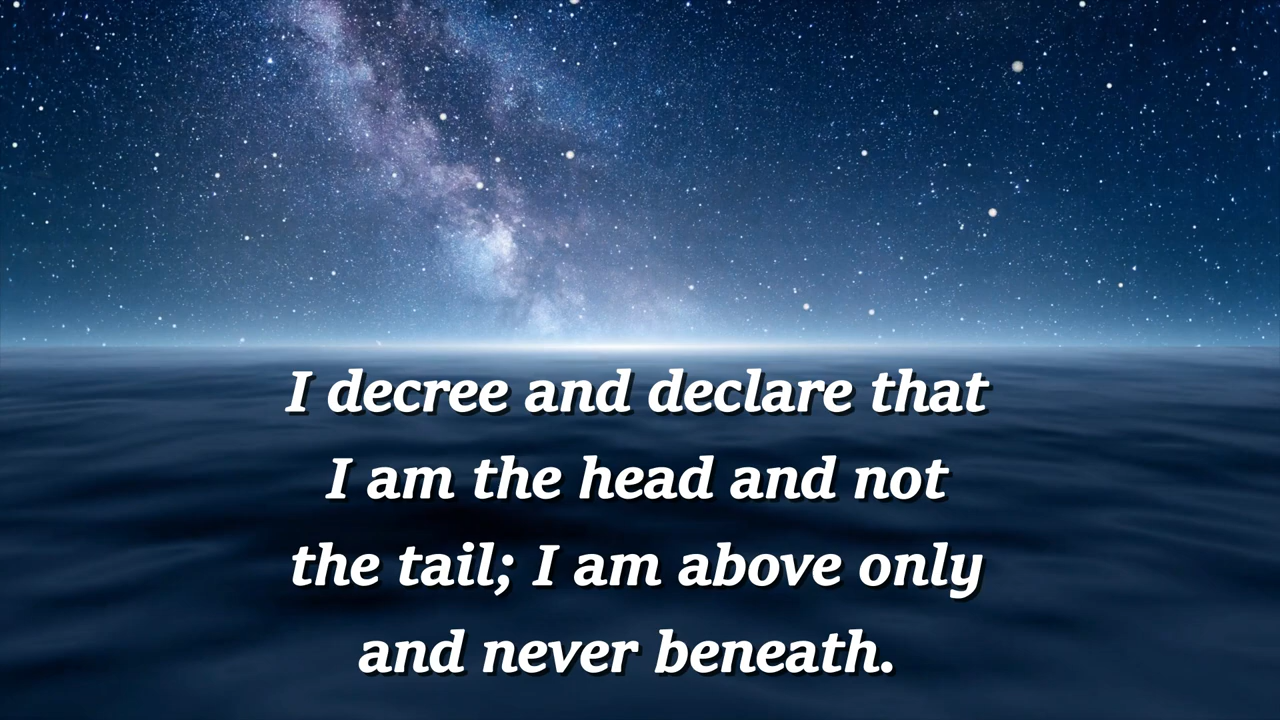 I decree and declare that
I am the head and not
the tail; I am above only
and never beneath.